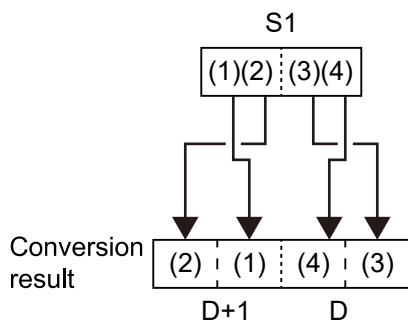 S1
(1)(2) (3)(4)
Conversion
result
(2) (1) (4) (3)
D+1 D